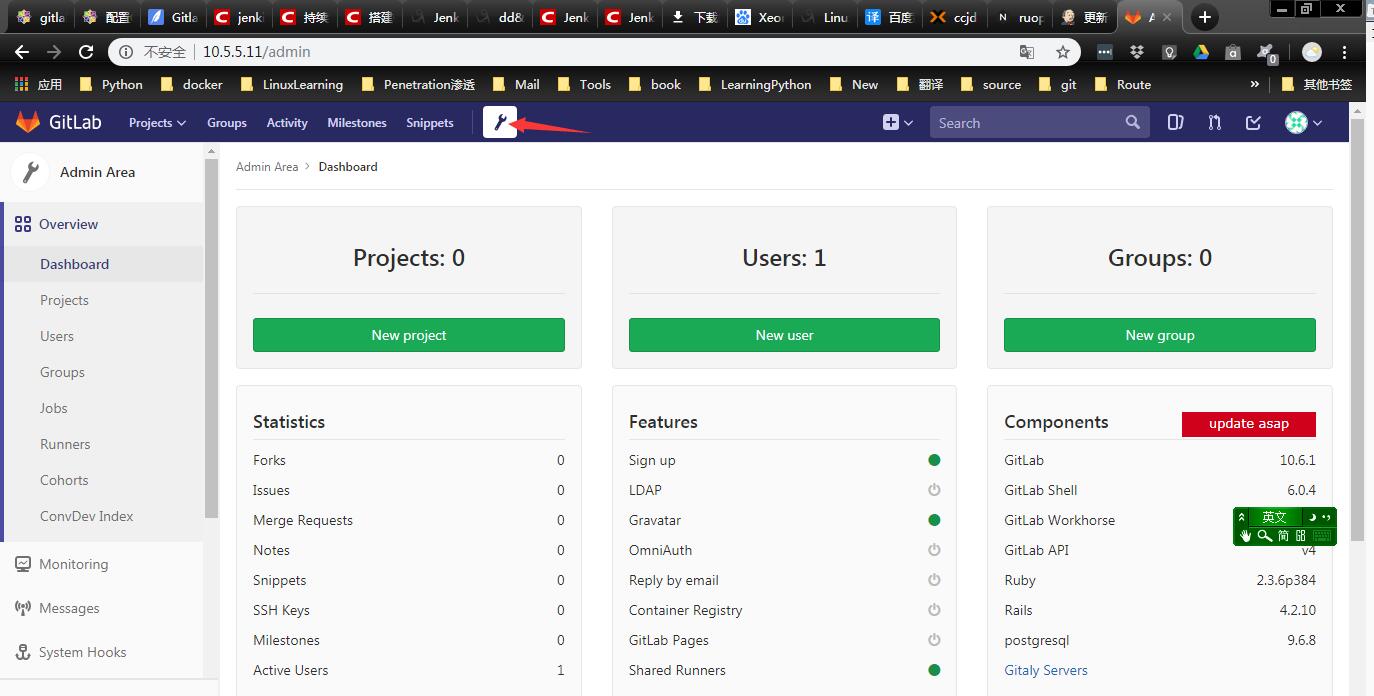 gitla 配置 Gitla jenki 持续 搭建 Jenk dd& Jenk Jenk 下载 Xeon Linu 百度 ccjd ruop 更新
不安全 10.5.5.11/admin
应用 Python docker LinuxLearning Penetration渗透 Mail Tools book LearningPython New 翻译 source git Route » 其他书签
GitLab Projects Groups Activity Milestones Snippets Search
Admin Area
Admin Area > Dashboard
Overview
Dashboard
Projects
Users
Groups
Jobs
Runners
Cohorts
ConvDev Index
Monitoring
Messages
System Hooks
Projects: 0
New project
Users: 1
New user
Groups: 0
New group
Statistics
Forks 0
Issues 0
Merge Requests 0
Notes 0
Snippets 0
SSH Keys 0
Milestones 0
Active Users 1
Features
Sign up
LDAP
Gravatar
OmniAuth
Reply by email
Container Registry
GitLab Pages
Shared Runners
Components update asap
GitLab 10.6.1
GitLab Shell 6.0.4
GitLab Workhorse
GitLab API v4
Ruby 2.3.6p384
Rails 4.2.10
postgresql 9.6.8
Gitaly Servers
英文
简